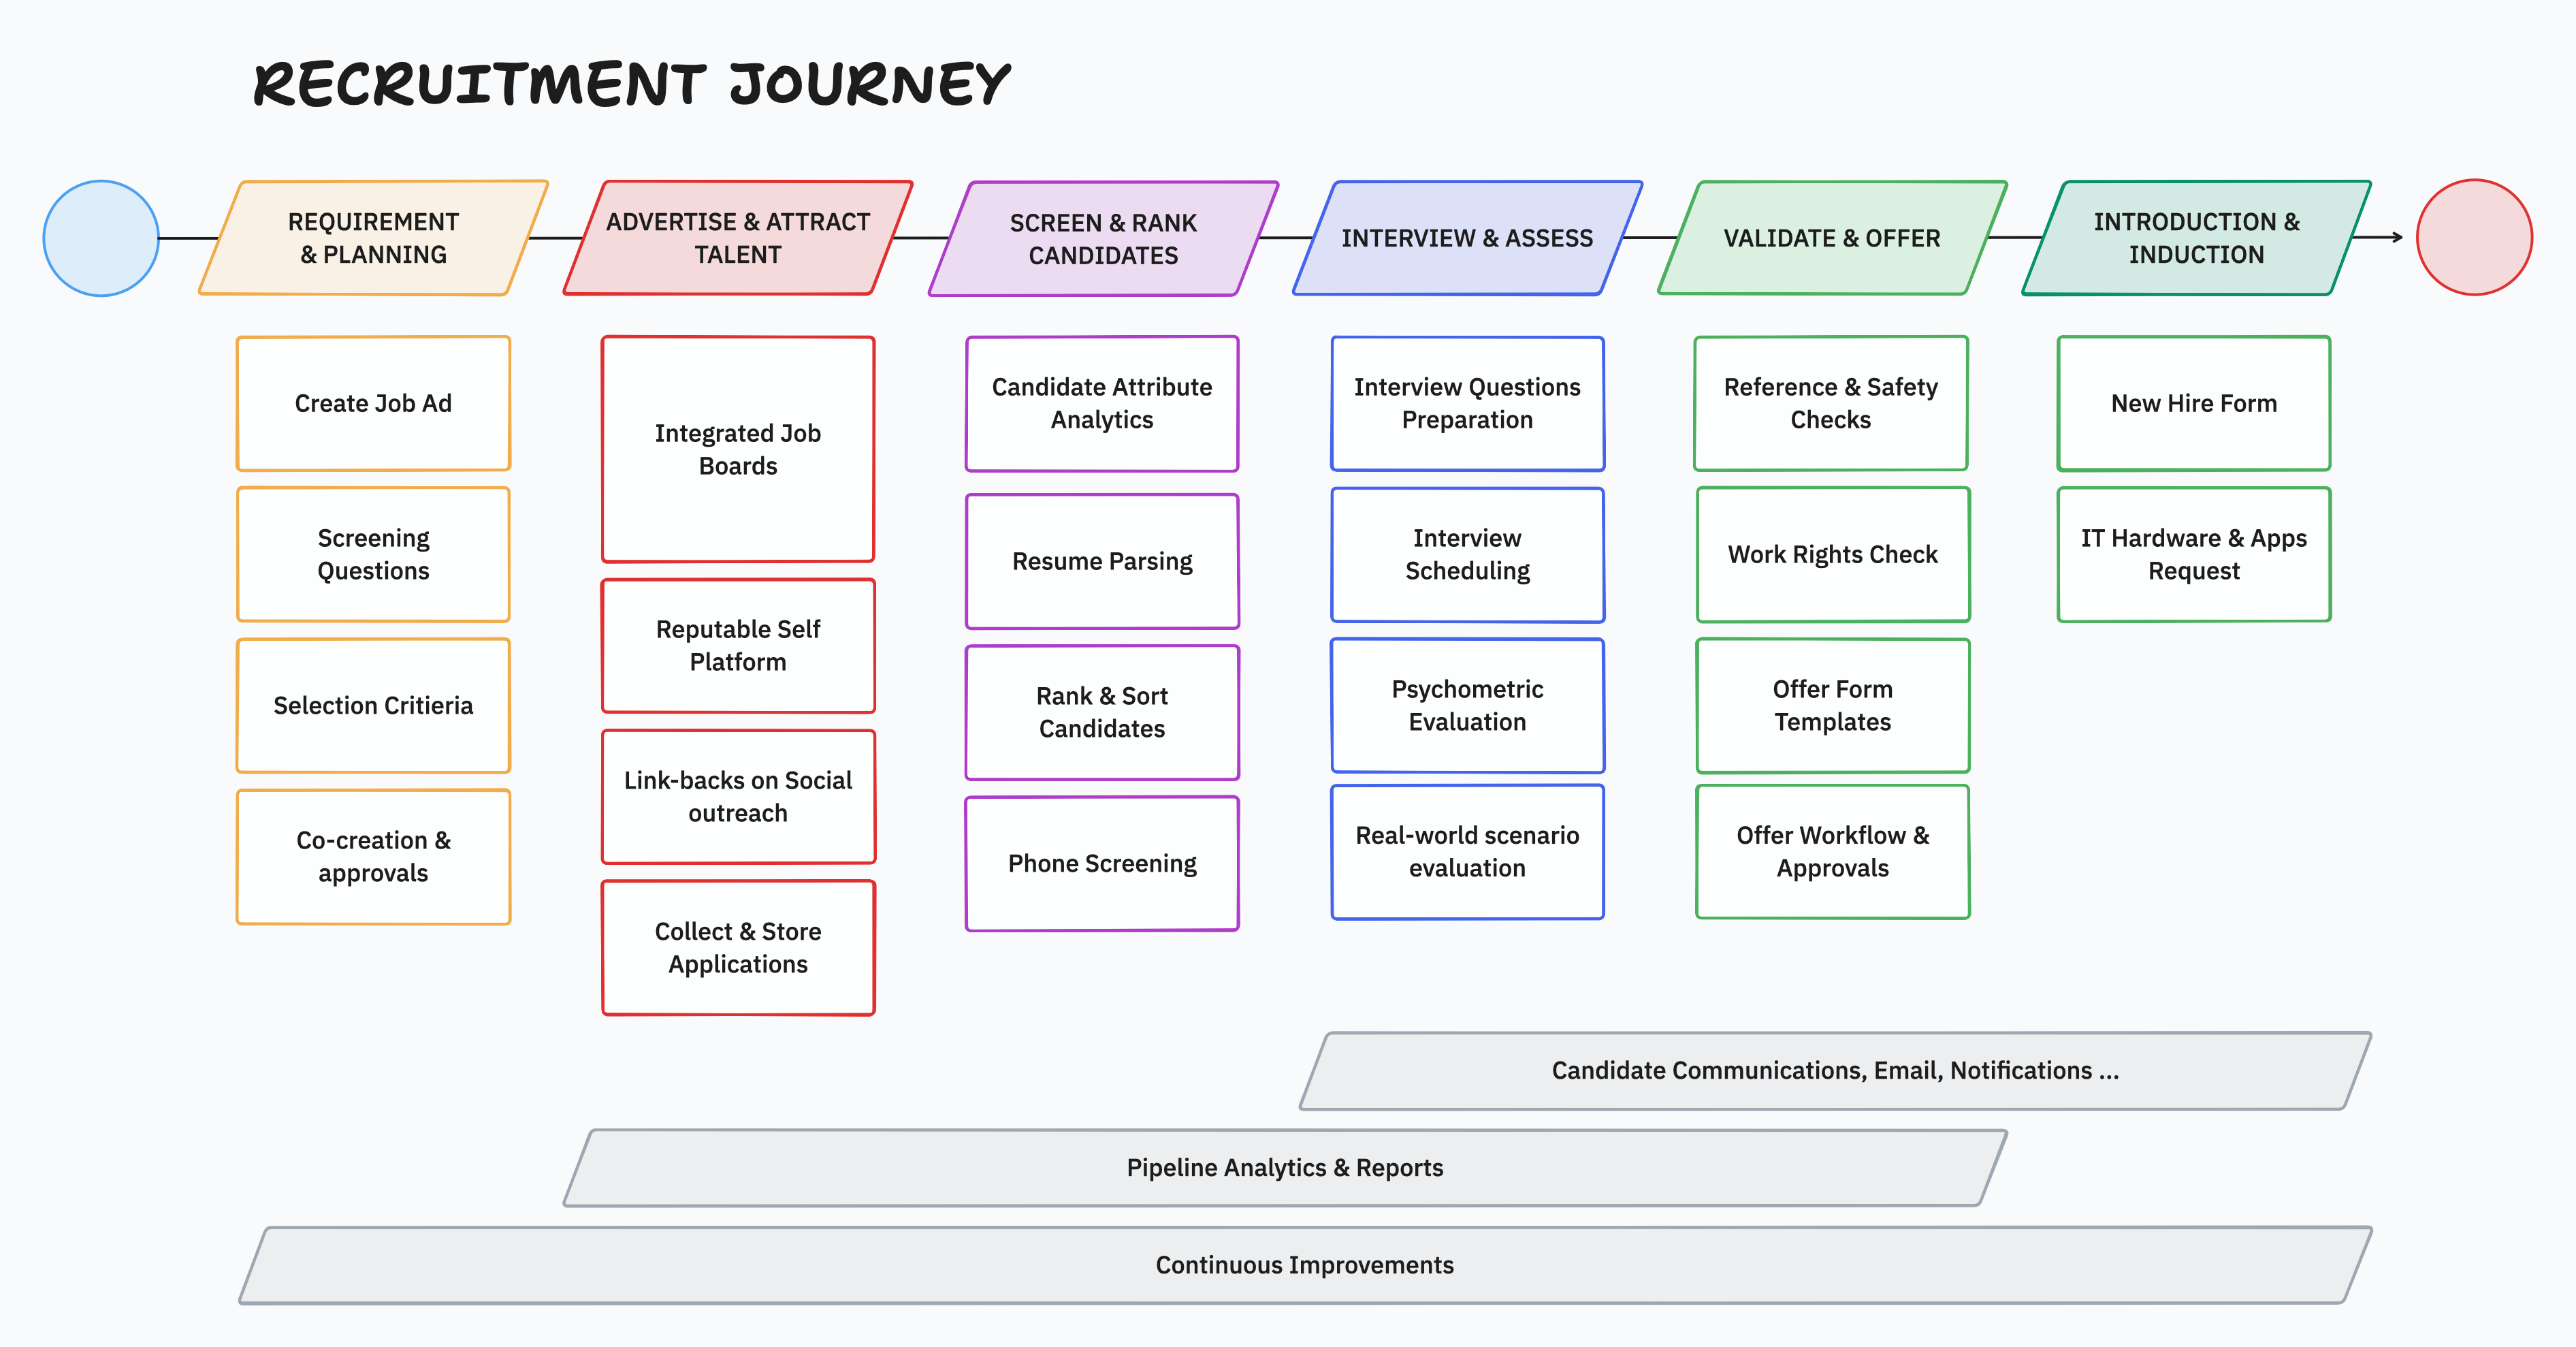 RECRUITMENT JOURNEY
REQUIREMENT
& PLANNING
ADVERTISE & ATTRACT
TALENT
SCREEN & RANK
CANDIDATES
INTERVIEW & ASSESS
VALIDATE & OFFER
INTRODUCTION &
INDUCTION
Create Job Ad
Screening
Questions
Selection Critieria
Co-creation &
approvals
Integrated Job
Boards
Reputable Self
Platform
Link-backs on Social
outreach
Collect & Store
Applications
Candidate Attribute
Analytics
Resume Parsing
Rank & Sort
Candidates
Phone Screening
Interview Questions
Preparation
Interview
Scheduling
Psychometric
Evaluation
Real-world scenario
evaluation
Reference & Safety
Checks
Work Rights Check
Offer Form
Templates
Offer Workflow &
Approvals
New Hire Form
IT Hardware & Apps
Request
Candidate Communications, Email, Notifications ...
Pipeline Analytics & Reports
Continuous Improvements